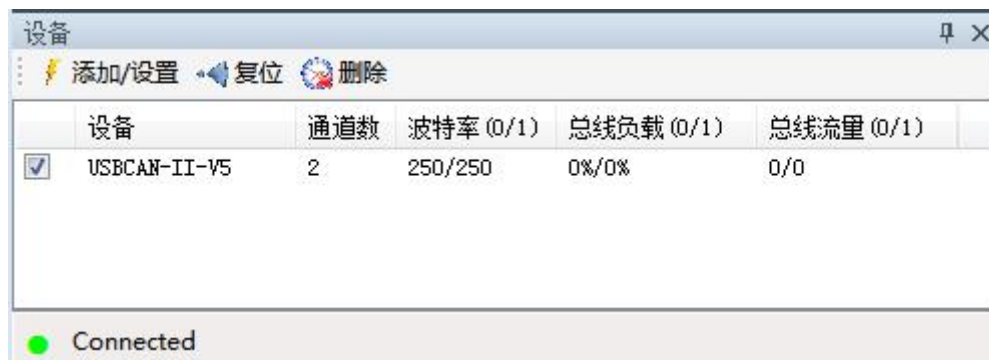 设备
添加/设置 复位 删除
设备 通道数 波特率(0/1) 总线负载(0/1) 总线流量(0/1)
USBCAN-II-V5 2 250/250 0%/0% 0/0
Connected